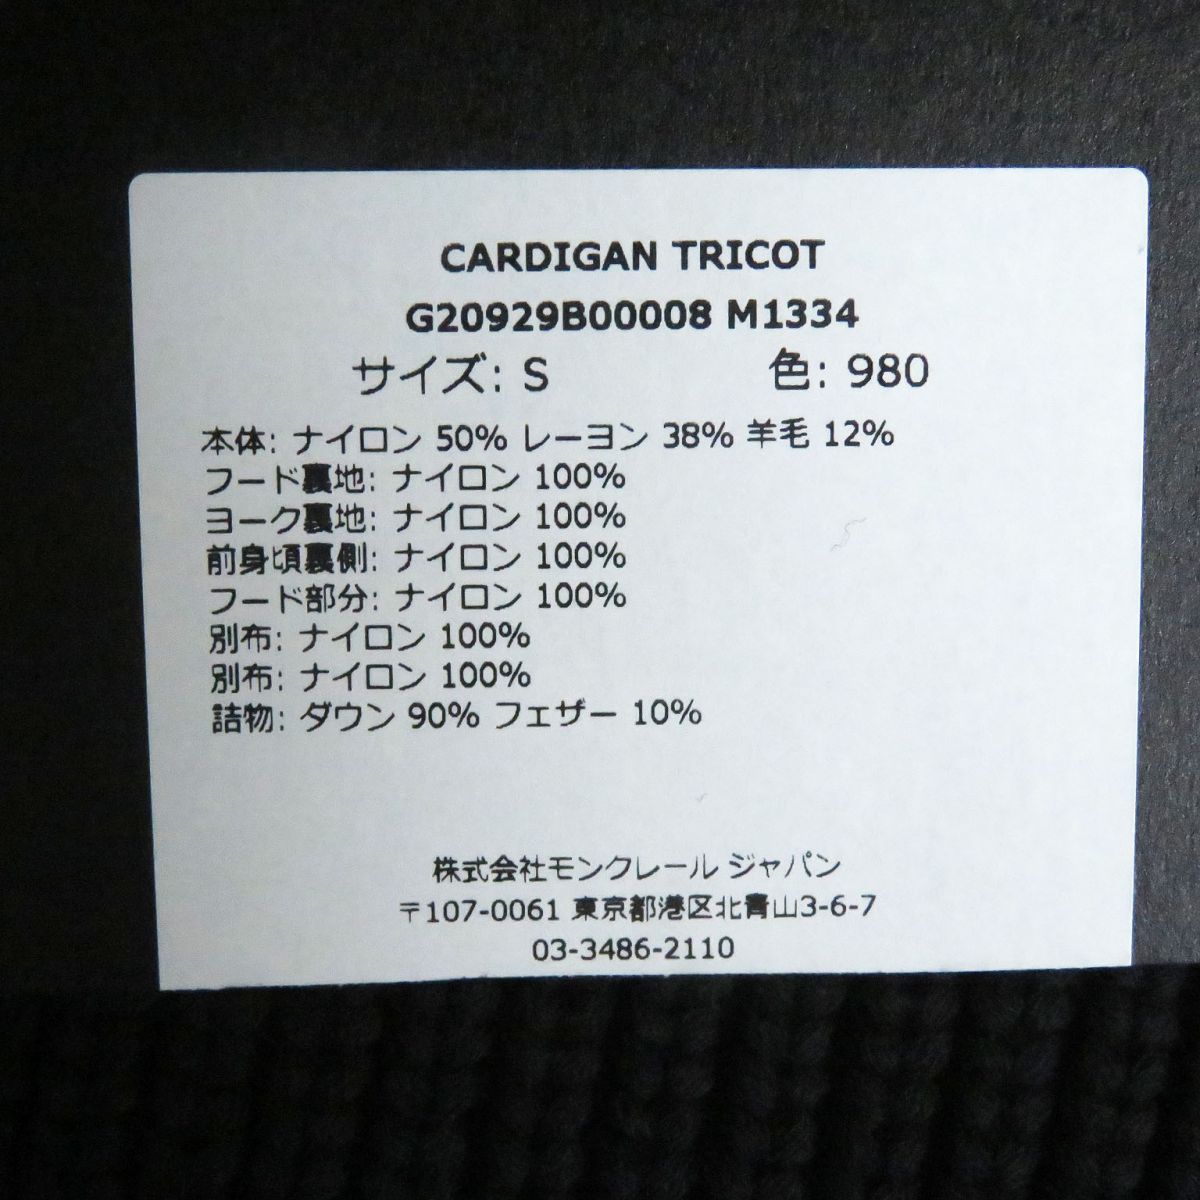 CARDIGAN TRICOT
G20929B00008 M1334
サイズ: S 色: 980
本体: ナイロン 50% レーヨン 38% 羊毛 12%
フード裏地: ナイロン 100%
ヨーク裏地: ナイロン 100%
前身頃裏側: ナイロン 100%
フード部分: ナイロン 100%
別布: ナイロン 100%
別布: ナイロン 100%
詰物: ダウン 90% フェザー 10%
株式会社モンクレール ジャパン
〒107-0061 東京都港区北青山3-6-7
03-3486-2110